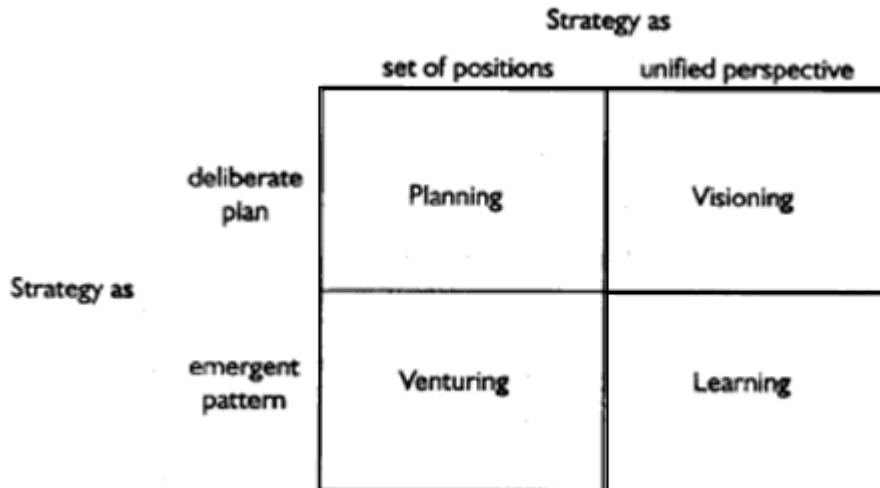 Strategy as
set of positions unified perspective
deliberate
plan
Planning Visioning
Strategy as
emergent
pattern
Venturing Learning